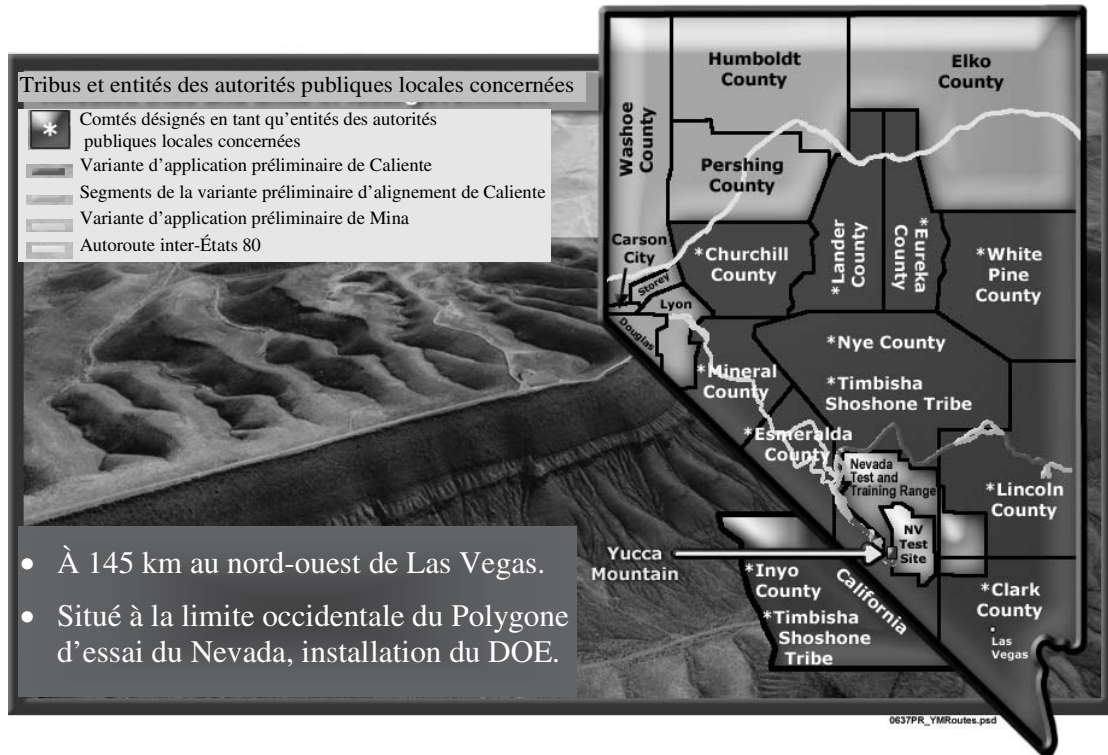 Tribus et entités des autorités publiques locales concernées
* Comtés désignés en tant qu'entités des autorités
publiques locales concernées
Variante d'application préliminaire de Caliente
Segments de la variante préliminaire d'alignement de Caliente
Variante d'application préliminaire de Mina
Autoroute inter-États 80
• À 145 km au nord-ouest de Las Vegas.
• Situé à la limite occidentale du Polygone
d'essai du Nevada, installation du DOE.
Humboldt
County
Elko
County
Washoe
County
Pershing
County
Carson
City
Storey
Lyon
Douglas
*Churchill
County
*Lander
County
*Eureka
County
*White
Pine
County
*Nye County
*Timbisha
Shoshone Tribe
*Mineral
County
*Esmeralda
County
Nevada
Test and
Training Range
NV
Test
Site
*Lincoln
County
Yucca
Mountain
*Inyo
County
*Timbisha
Shoshone
Tribe
California
*Clark
County
Las
Vegas
0637PR_YMRoutes.psd